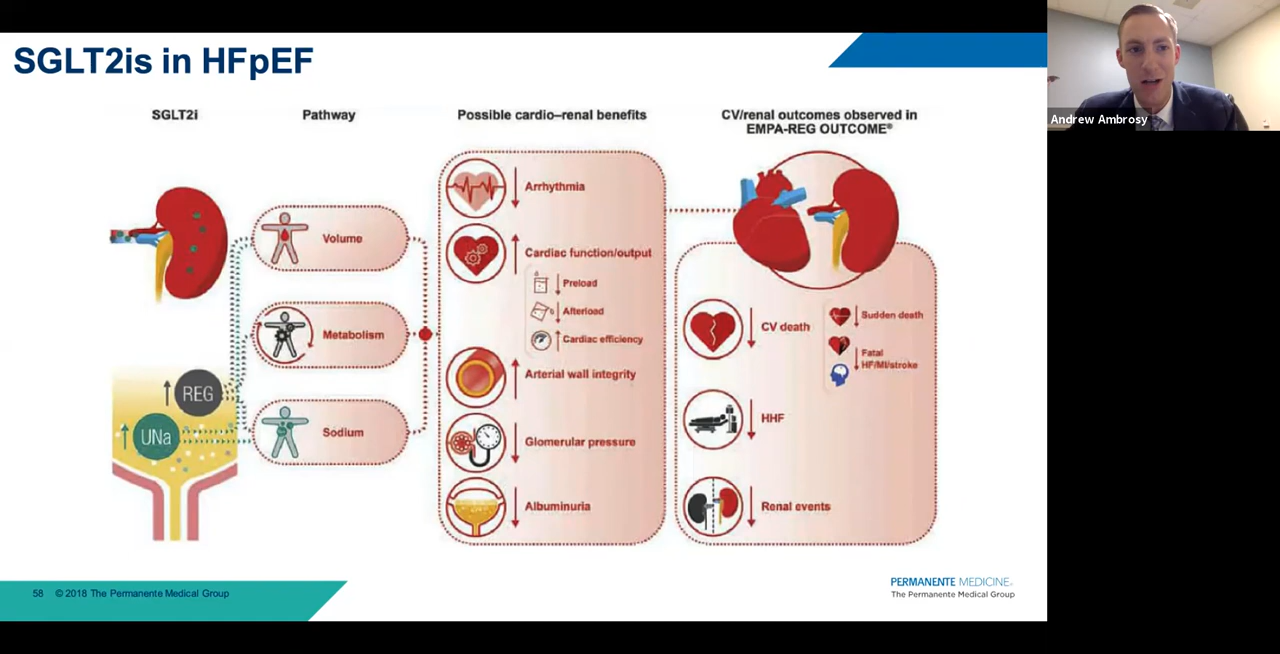 SGLT2is in HFpEF
Andrew Ambrosy
SGLT2i
Pathway
Possible cardio–renal benefits
CV/renal outcomes observed in
EMPA-REG OUTCOME®
Volume
Metabolism
Sodium
REG
UNa
Arrhythmia
Cardiac function/output
Preload
Afterload
Cardiac efficiency
Arterial wall integrity
Glomerular pressure
Albuminuria
CV death
Sudden death
Fatal
HF/MI/stroke
HHF
Renal events
58 © 2018 The Permanente Medical Group
PERMANENTE MEDICINE®
The Permanente Medical Group